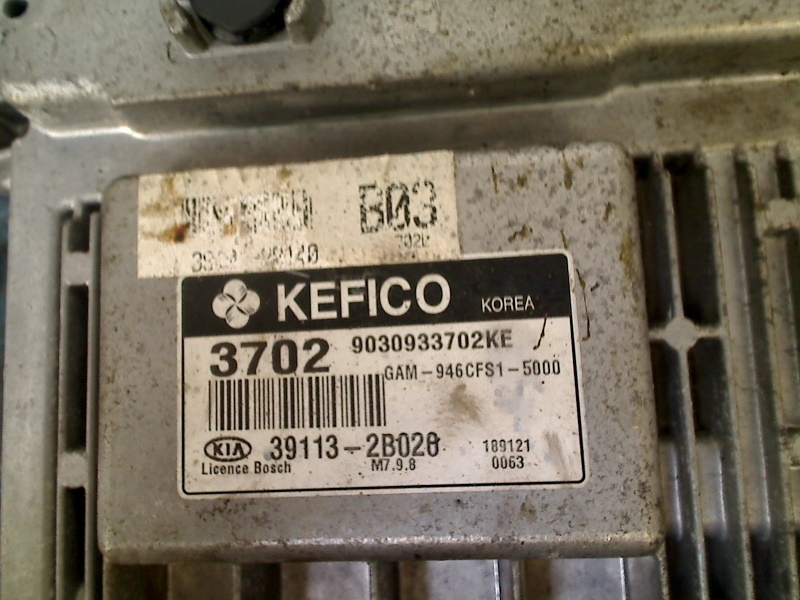 B03
KEFICO KOREA
3702 9030933702KE
GAM-946CFS1-5000
KIA 39113-2B020 189121
Licence Bosch M7.9.8 0063